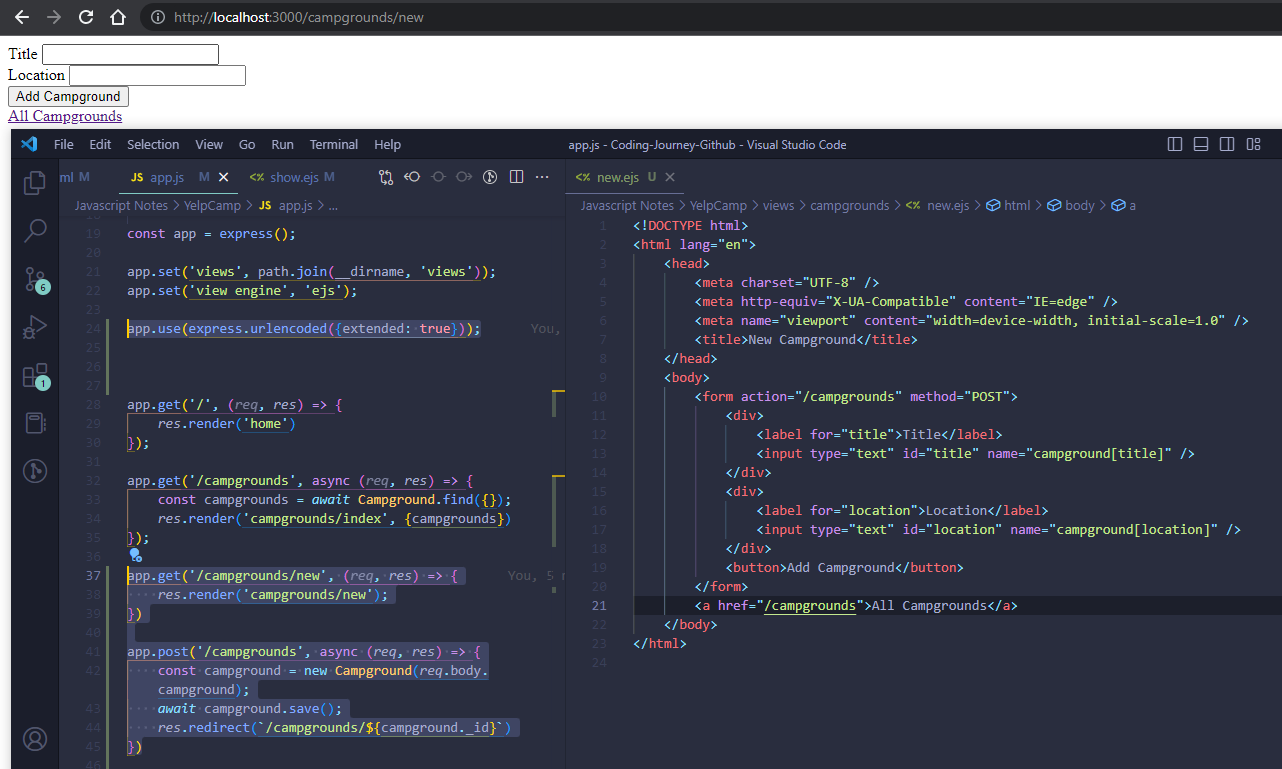 http://localhost:3000/campgrounds/new
Title
Location
Add Campground
All Campgrounds
File Edit Selection View Go Run Terminal Help
app.js - Coding-Journey-Github - Visual Studio Code
ml M
JS app.js M
<% show.ejs M
Javascript Notes > YelpCamp > JS app.js > ...
19 const app = express();
20
21 app.set('views', path.join(__dirname, 'views'));
22 app.set('view engine', 'ejs');
23
24 app.use(express.urlencoded({extended: true})); You,
25
26
27
28 app.get('/', (req, res) => {
29 res.render('home')
30 });
31
32 app.get('/campgrounds', async (req, res) => {
33 const campgrounds = await Campground.find({});
34 res.render('campgrounds/index', {campgrounds})
35 });
36
37 app.get('/campgrounds/new', (req, res) => { You, 5
38 res.render('campgrounds/new');
39 })
40
41 app.post('/campgrounds', async (req, res) => {
42 const campground = new Campground(req.body.
campground);
43 await campground.save();
44 res.redirect(`/campgrounds/${campground._id}`)
45 })
46
6
1
<% new.ejs U
Javascript Notes > YelpCamp > views > campgrounds > <% new.ejs > html > body > a
1 <!DOCTYPE html>
2 <html lang="en">
3 <head>
4 <meta charset="UTF-8" />
5 <meta http-equiv="X-UA-Compatible" content="IE=edge" />
6 <meta name="viewport" content="width=device-width, initial-scale=1.0" />
7 <title>New Campground</title>
8 </head>
9 <body>
10 <form action="/campgrounds" method="POST">
11 <div>
12 <label for="title">Title</label>
13 <input type="text" id="title" name="campground[title]" />
14 </div>
15 <div>
16 <label for="location">Location</label>
17 <input type="text" id="location" name="campground[location]" />
18 </div>
19 <button>Add Campground</button>
20 </form>
21 <a href="/campgrounds">All Campgrounds</a>
22 </body>
23 </html>
24